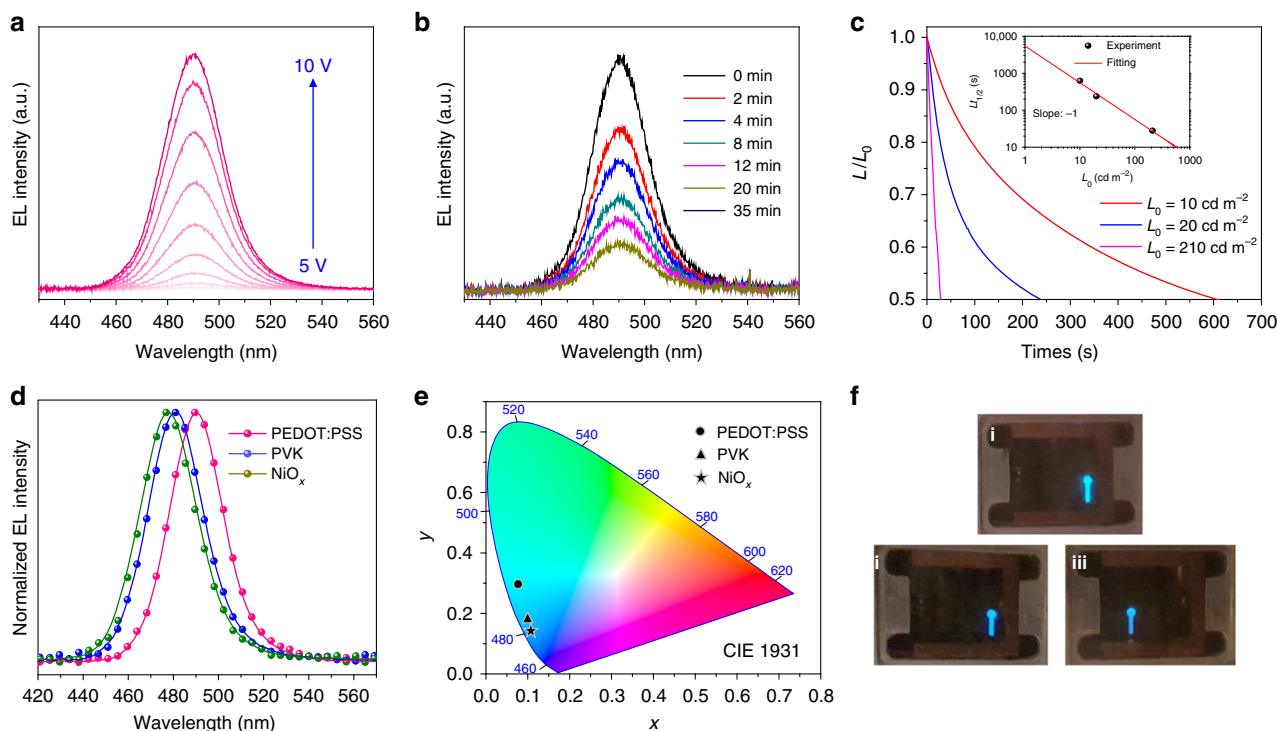 a
EL intensity (a.u.)
10 V
5 V
440 460 480 500 520 540 560
Wavelength (nm)
b
EL intensity (a.u.)
0 min
2 min
4 min
8 min
12 min
20 min
35 min
440 460 480 500 520 540 560
Wavelength (nm)
c
L/L0
1.0
0.9
0.8
0.7
0.6
0.5
0 100 200 300 400 500 600 700
Times (s)
Lt1/2 (s)
10,000
1000
100
10
1 10 100 1000
L0 (cd m−2)
Experiment
Fitting
Slope: −1
L0 = 10 cd m−2
L0 = 20 cd m−2
L0 = 210 cd m−2
d
Normalized EL intensity
PEDOT:PSS
PVK
NiOx
420 440 460 480 500 520 540 560
Wavelength (nm)
e
y
0.8
0.6
0.4
0.2
0.0
0.0 0.1 0.2 0.3 0.4 0.5 0.6 0.7 0.8
x
520
540
560
500
580
600
620
480
460
PEDOT:PSS
PVK
NiOx
CIE 1931
f
i
i
iii